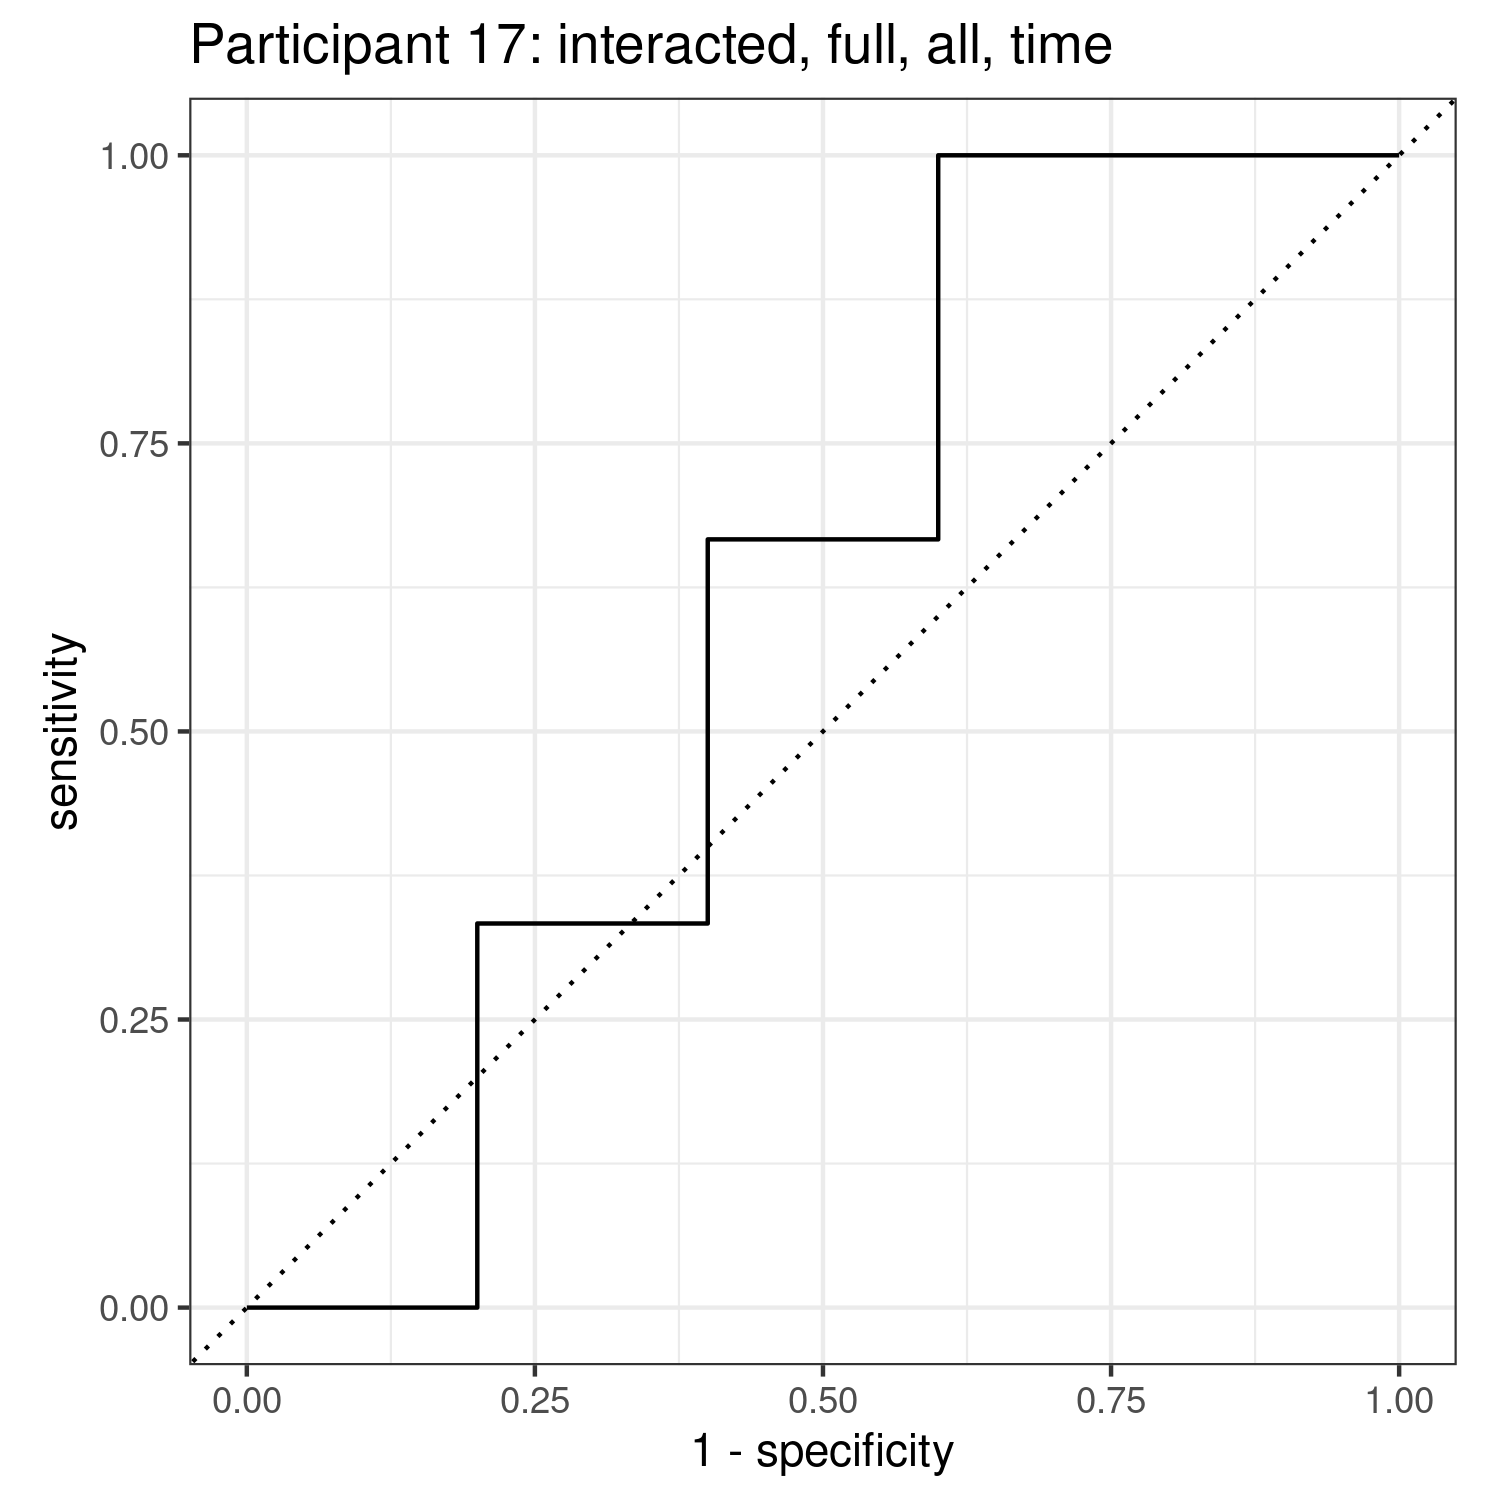 Participant 17: interacted, full, all, time
1.00
0.75
0.50
0.25
0.00
sensitivity
0.00 0.25 0.50 0.75 1.00
1 - specificity